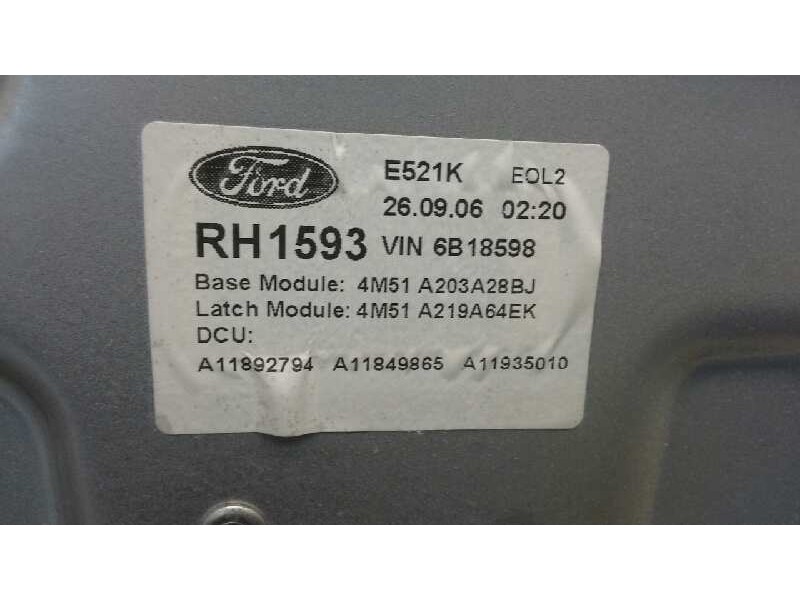 Ford E521K EOL2
26.09.06 02:20
RH1593 VIN 6B18598
Base Module: 4M51 A203A28BJ
Latch Module: 4M51 A219A64EK
DCU:
A11892794 A11849865 A11935010